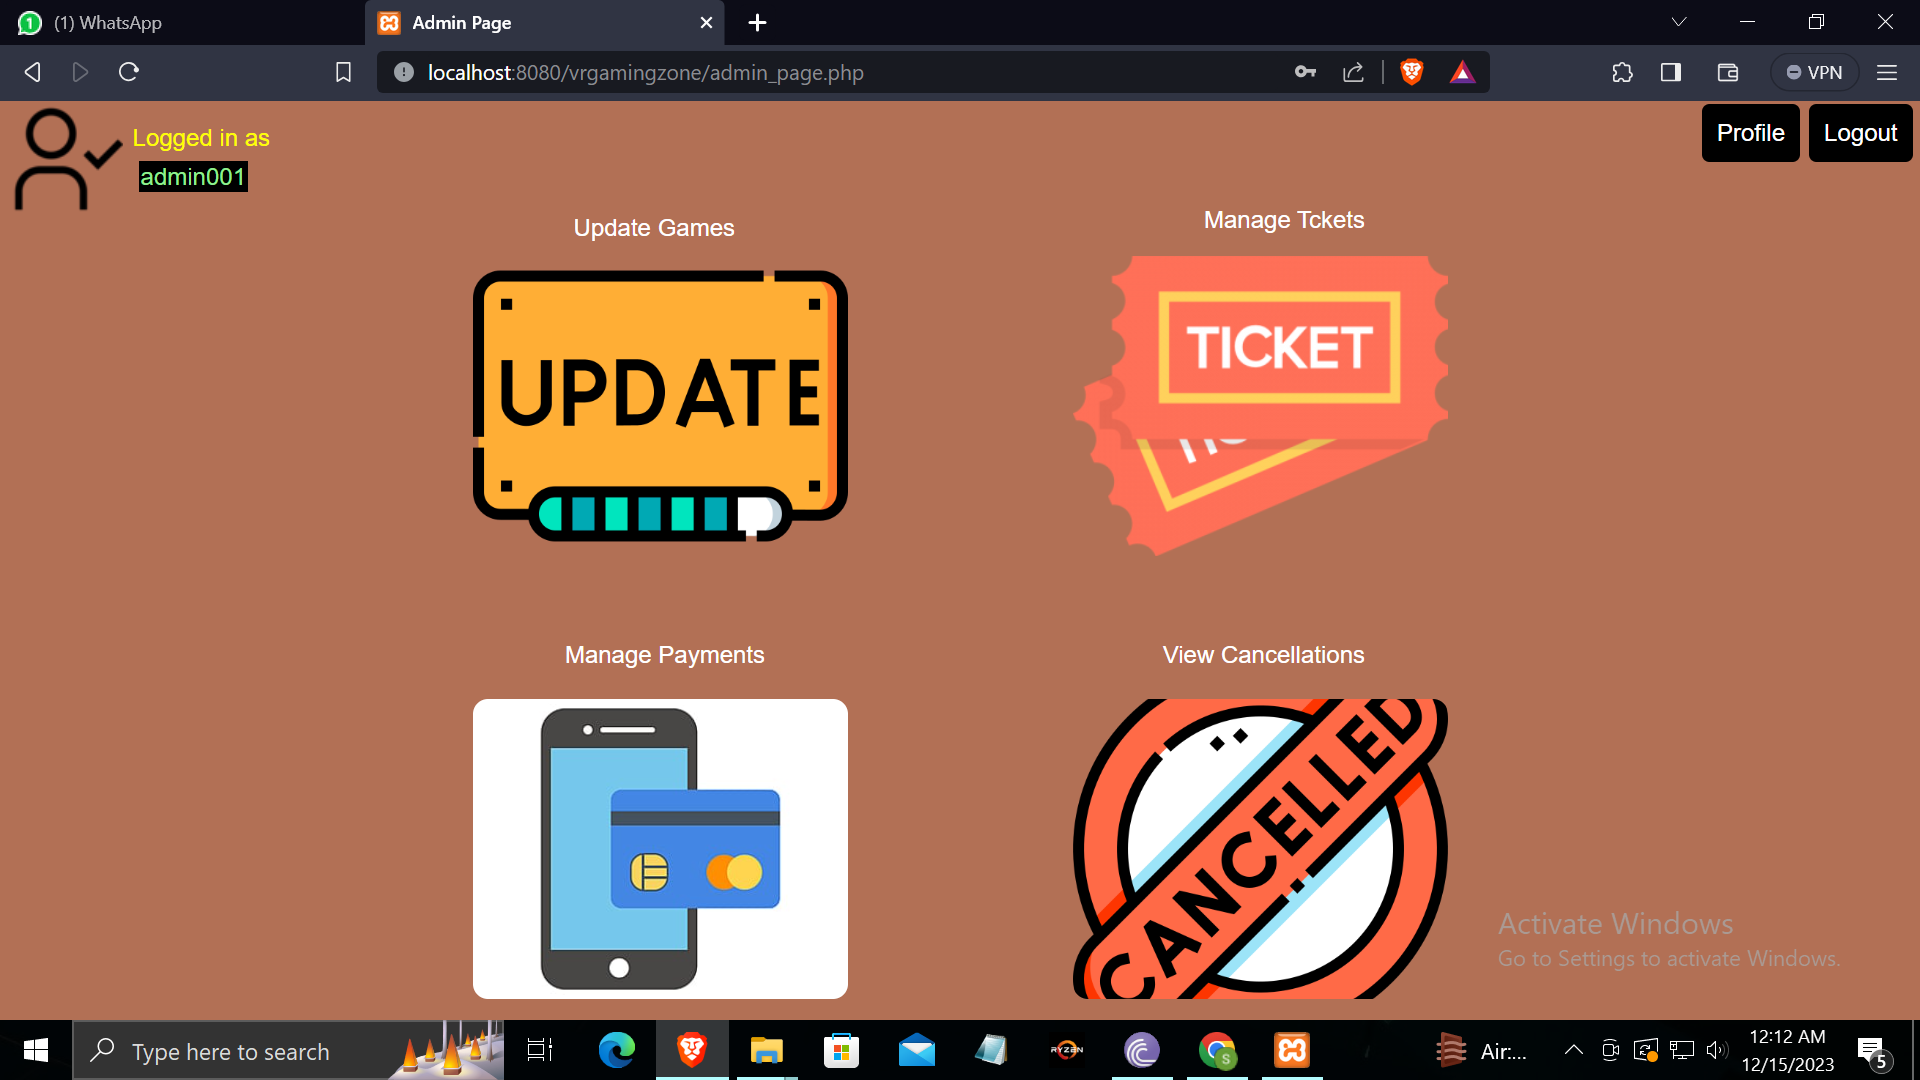 (1) WhatsApp
Admin Page
localhost:8080/vrgamingzone/admin_page.php
VPN
Logged in as
admin001
Profile
Logout
Update Games
Manage Tckets
UPDATE
TICKET
Manage Payments
View Cancellations
CANCELLED
Activate Windows
Go to Settings to activate Windows.
Type here to search
RYZEN
S
Air:...
12:12 AM
12/15/2023
5